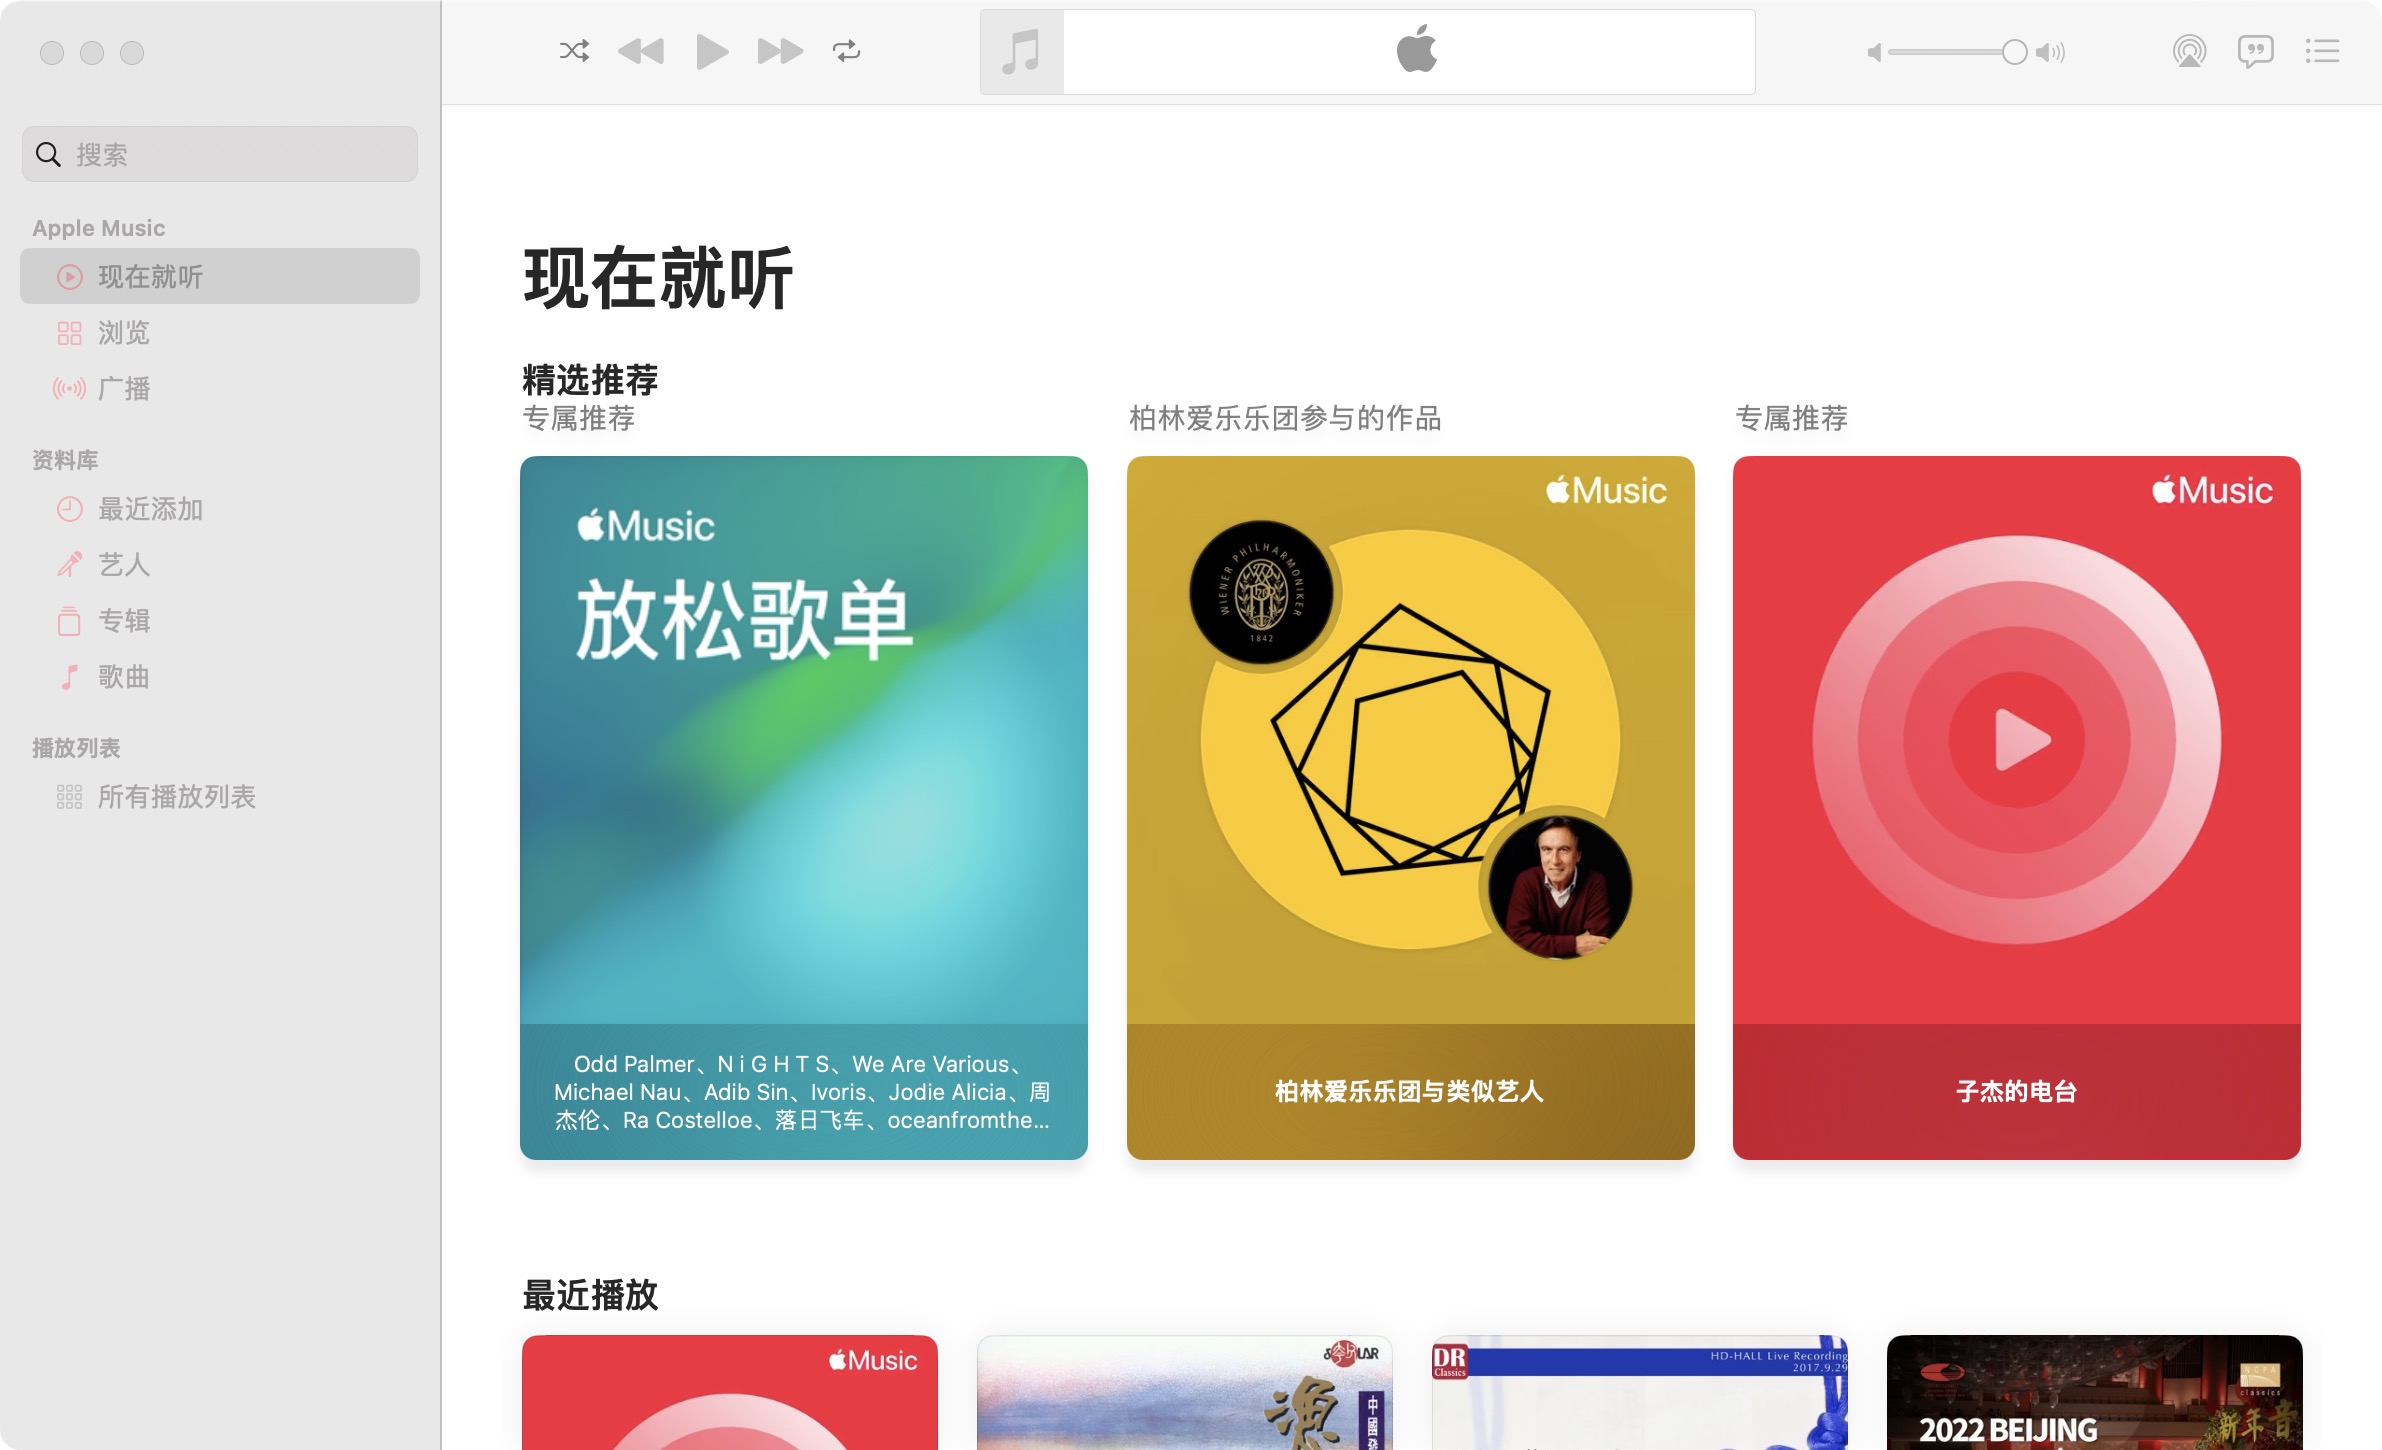 搜索
Apple Music
现在就听
浏览
广播
资料库
最近添加
艺人
专辑
歌曲
播放列表
所有播放列表
现在就听
精选推荐
专属推荐
Music
放松歌单
Odd Palmer、N i G H T S、We Are Various、
Michael Nau、Adib Sin、Ivoris、Jodie Alicia、周
杰伦、Ra Costelloe、落日飞车、oceanfromthe...
柏林爱乐乐团参与的作品
Music
WIENER PHILHARMONIKER
1842
柏林爱乐乐团与类似艺人
专属推荐
Music
子杰的电台
最近播放
Music
中國
DR
Classics
HD-HALL Live Recording
2017.9.29
NCPA
classics
2022 BEIJING
新年音